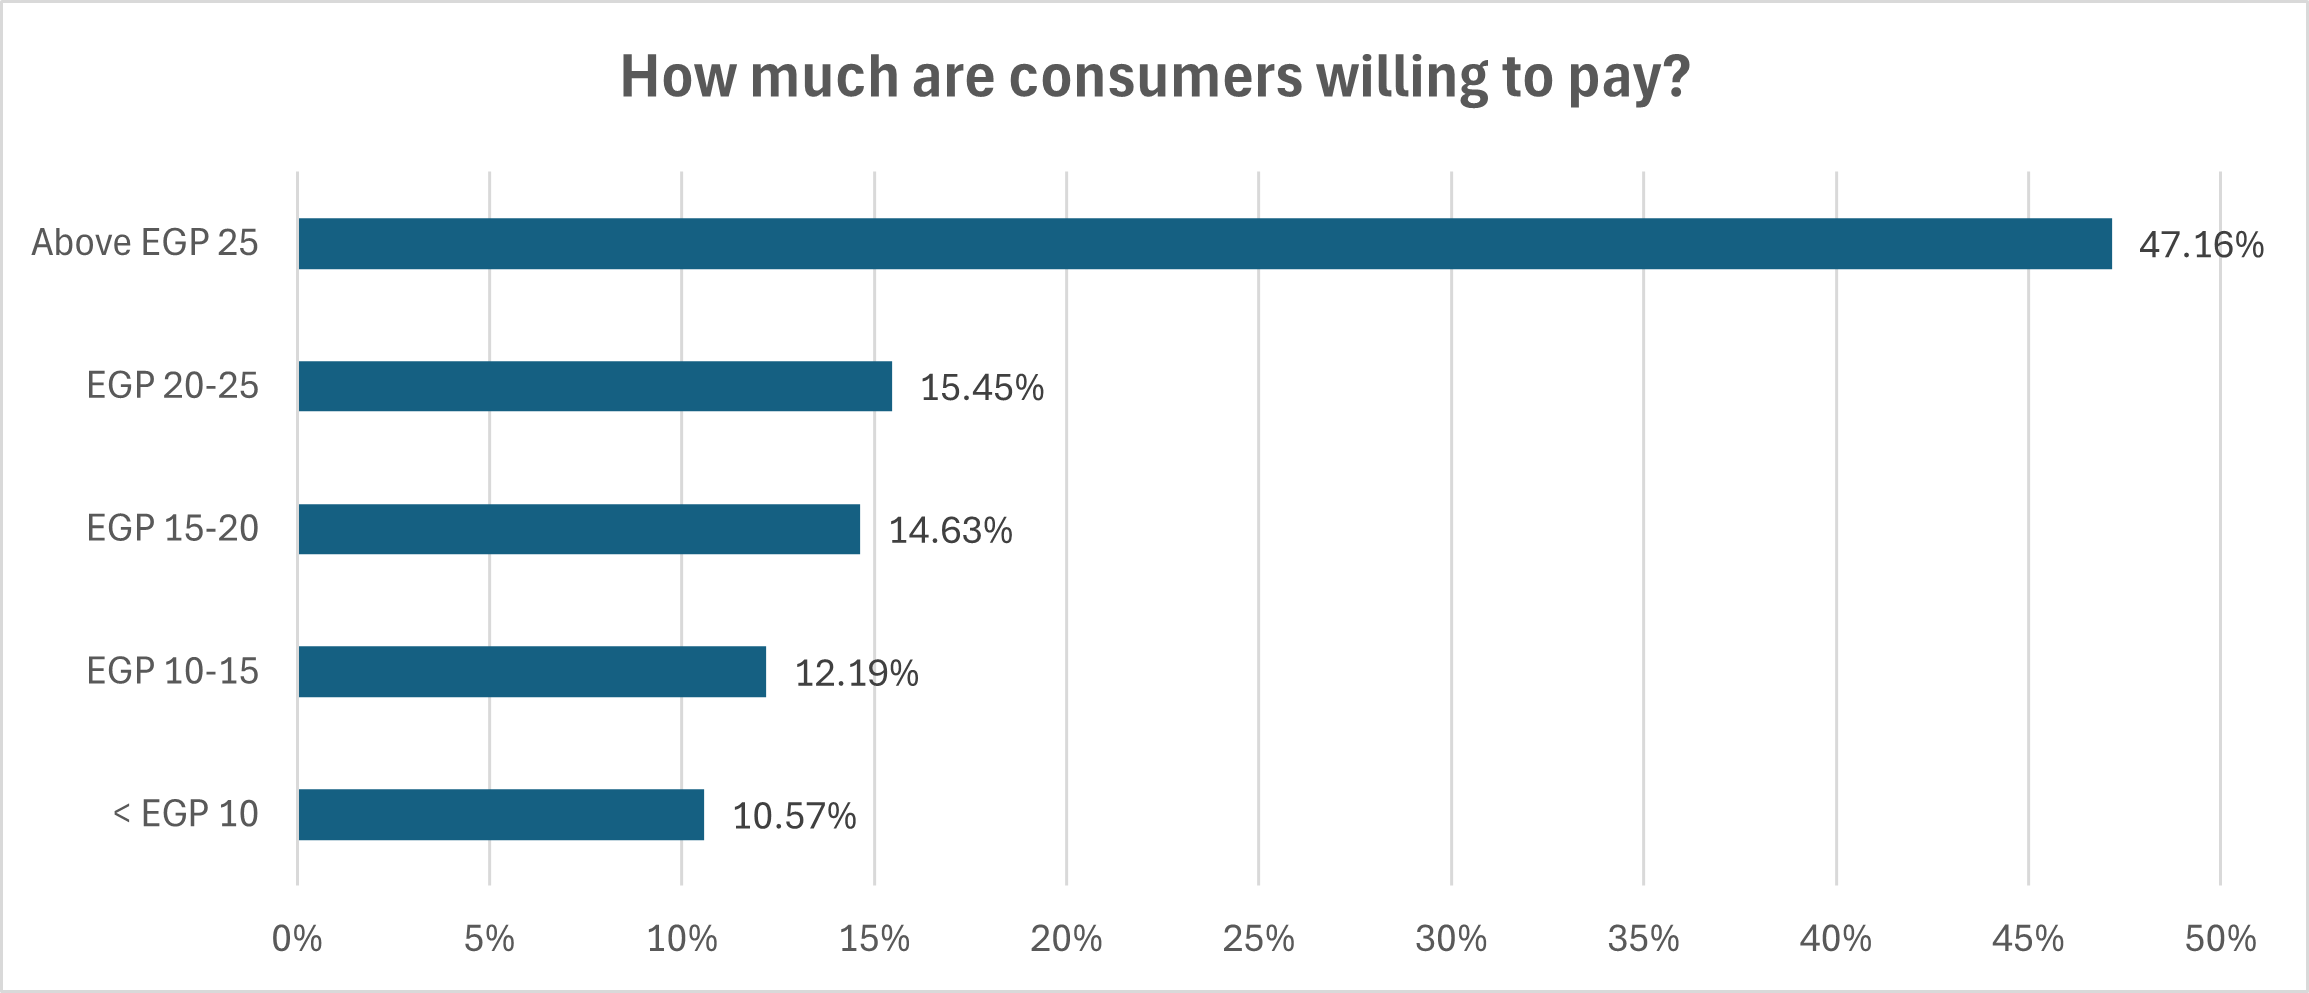 How much are consumers willing to pay?
Above EGP 25
47.16%
EGP 20-25
15.45%
EGP 15-20
14.63%
EGP 10-15
12.19%
< EGP 10
10.57%
0% 5% 10% 15% 20% 25% 30% 35% 40% 45% 50%